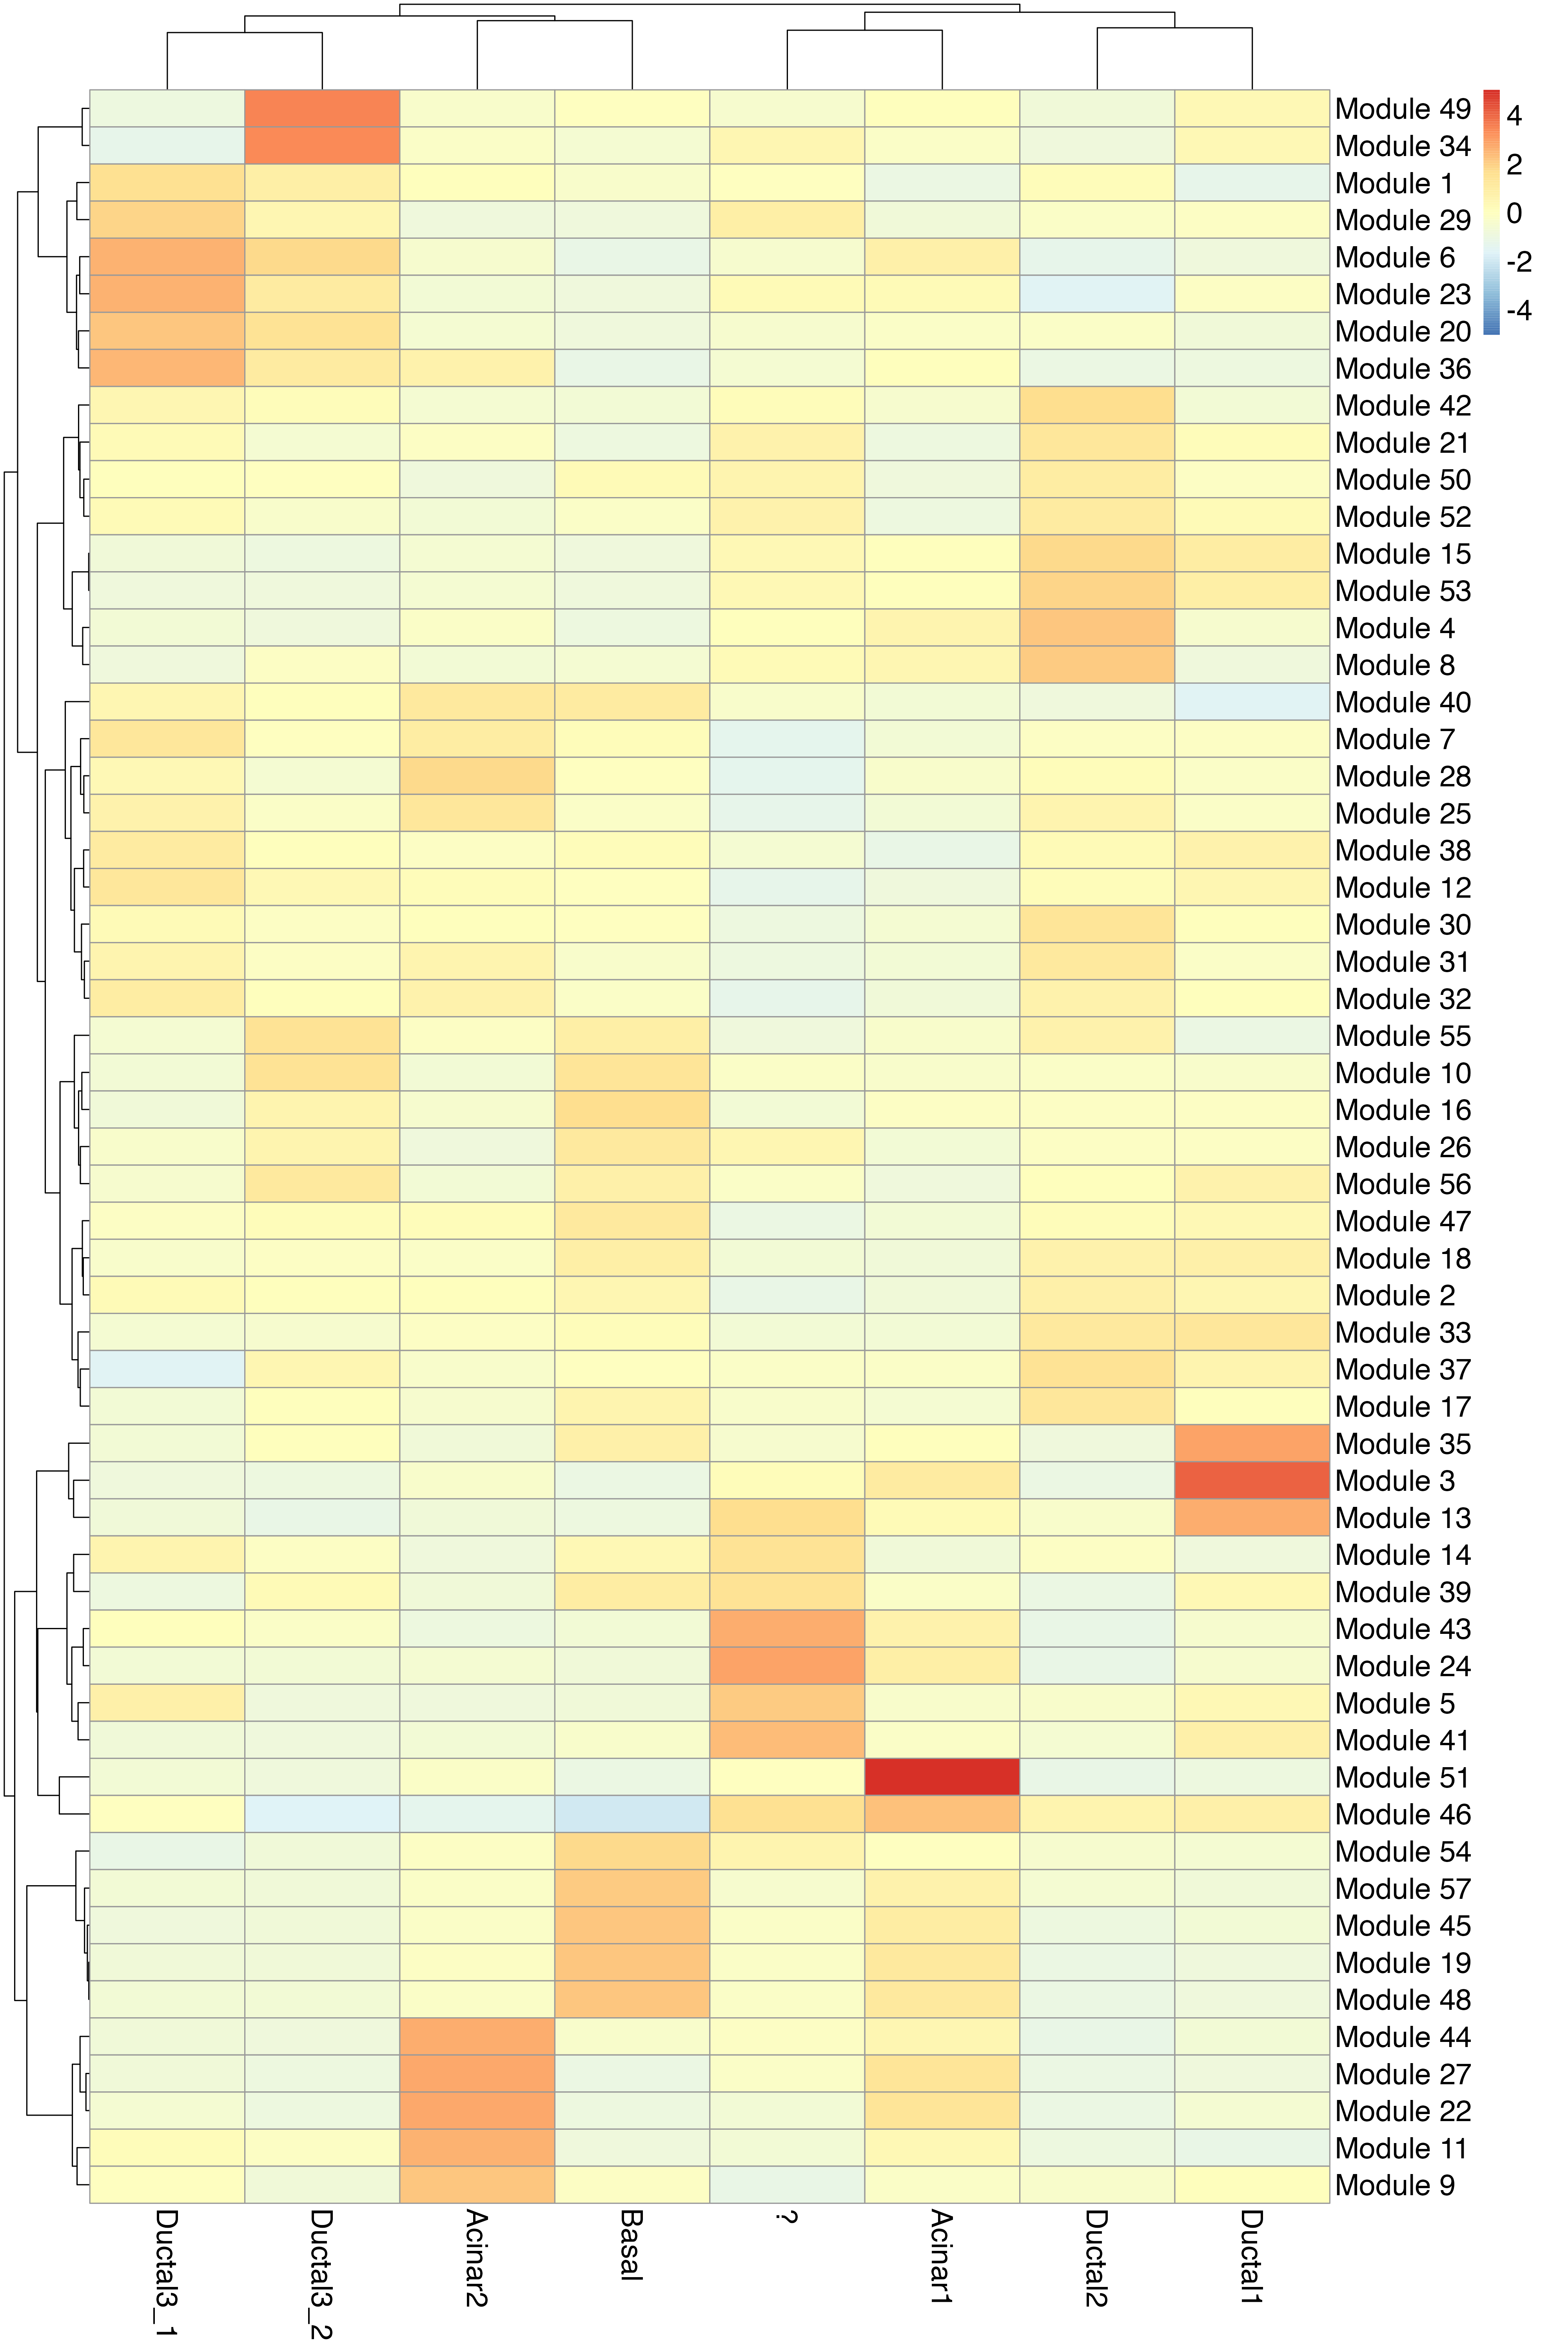 Module 49
Module 34
Module 1
Module 29
Module 6
Module 23
Module 20
Module 36
Module 42
Module 21
Module 50
Module 52
Module 15
Module 53
Module 4
Module 8
Module 40
Module 7
Module 28
Module 25
Module 38
Module 12
Module 30
Module 31
Module 32
Module 55
Module 10
Module 16
Module 26
Module 56
Module 47
Module 18
Module 2
Module 33
Module 37
Module 17
Module 35
Module 3
Module 13
Module 14
Module 39
Module 43
Module 24
Module 5
Module 41
Module 51
Module 46
Module 54
Module 57
Module 45
Module 19
Module 48
Module 44
Module 27
Module 22
Module 11
Module 9
4
2
0
-2
-4
Ductal3_1
Ductal3_2
Acinar2
Basal
?
Acinar1
Ductal2
Ductal1